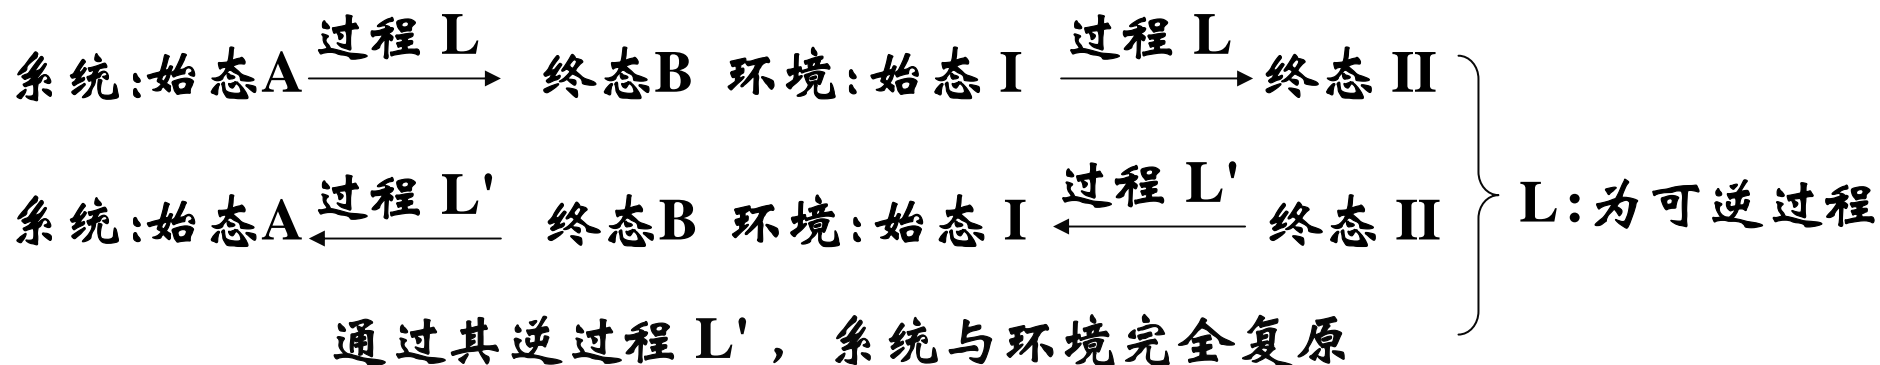 过程 L 过程 L
系统:始态A 终态B 环境:始态 I 终态 II
过程 L' 过程 L'
系统:始态A 终态B 环境:始态 I 终态 II
L:为可逆过程
通过其逆过程 L' , 系统与环境完全复原